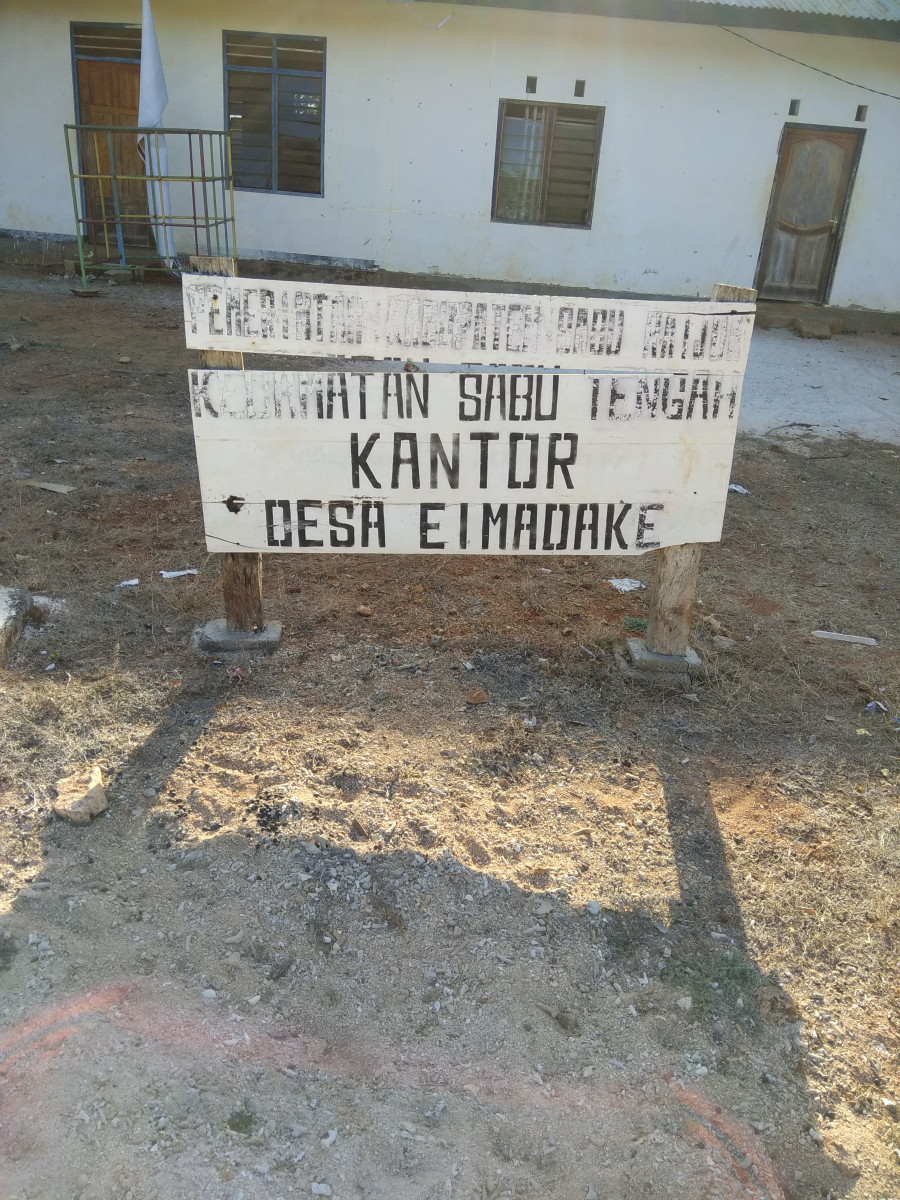 PEMERINTAH KABUPATEN SABU RAIJUA
KECAMATAN SABU TENGAH
KANTOR
DESA EIMADAKE